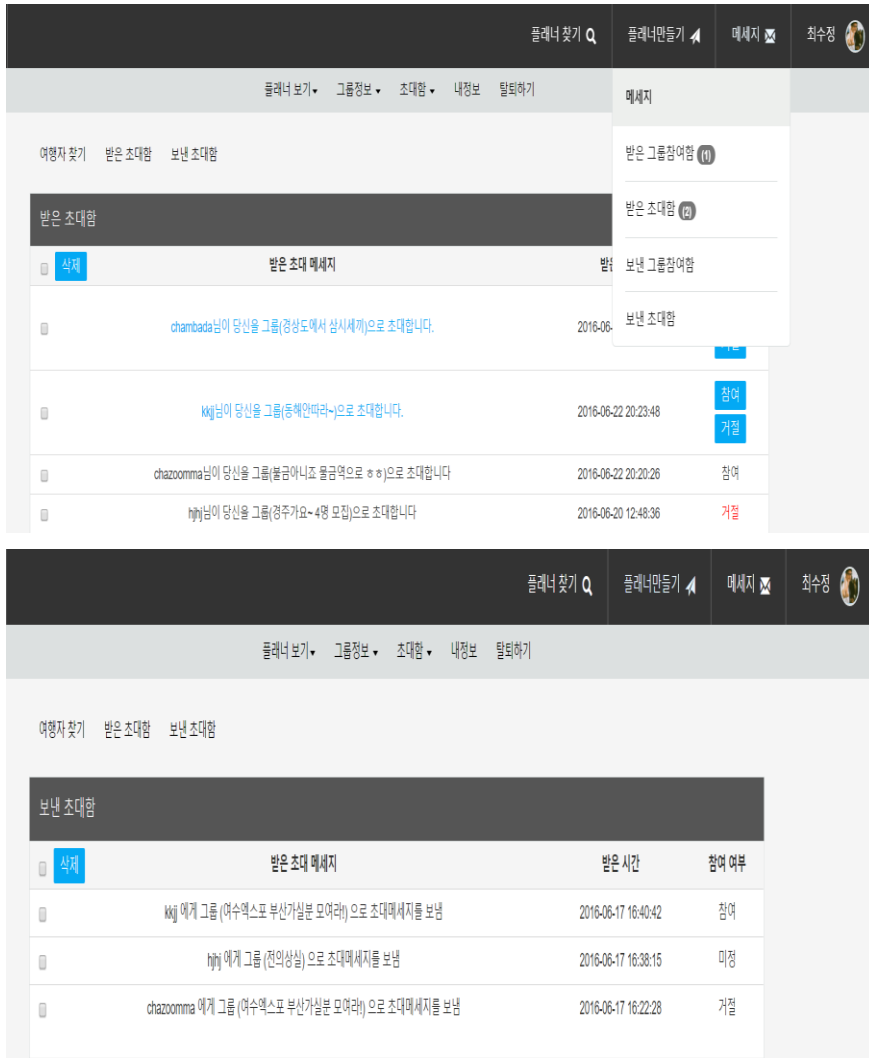 플래너 찾기 플래너만들기 메세지 최수정
플래너 보기 그룹정보 초대함 내정보 탈퇴하기
메세지
받은 그룹참여함 (1)
받은 초대함 (2)
보낸 그룹참여함
보낸 초대함
여행자 찾기 받은 초대함 보낸 초대함
받은 초대함
삭제 받은 초대 메세지
chambada님이 당신을 그룹(경상도에서 삼시세끼)으로 초대합니다. 2016-06-
kkjj님이 당신을 그룹(동해안따라~)으로 초대합니다. 2016-06-22 20:23:48 참여
거절
chazoomma님이 당신을 그룹(불금아니죠 물금역으로 ㅎㅎ)으로 초대합니다 2016-06-22 20:20:26 참여
hjhj님이 당신을 그룹(경주가요~ 4명 모집)으로 초대합니다 2016-06-20 12:48:36 거절
플래너 찾기 플래너만들기 메세지 최수정
플래너 보기 그룹정보 초대함 내정보 탈퇴하기
여행자 찾기 받은 초대함 보낸 초대함
보낸 초대함
삭제 받은 초대 메세지 받은 시간 참여 여부
kkjj 에게 그룹 (여수엑스포 부산가실분 모여라!) 으로 초대메세지를 보냄 2016-06-17 16:40:42 참여
hjhj 에게 그룹 (전의상실) 으로 초대메세지를 보냄 2016-06-17 16:38:15 미정
chazoomma 에게 그룹 (여수엑스포 부산가실분 모여라!) 으로 초대메세지를 보냄 2016-06-17 16:22:28 거절